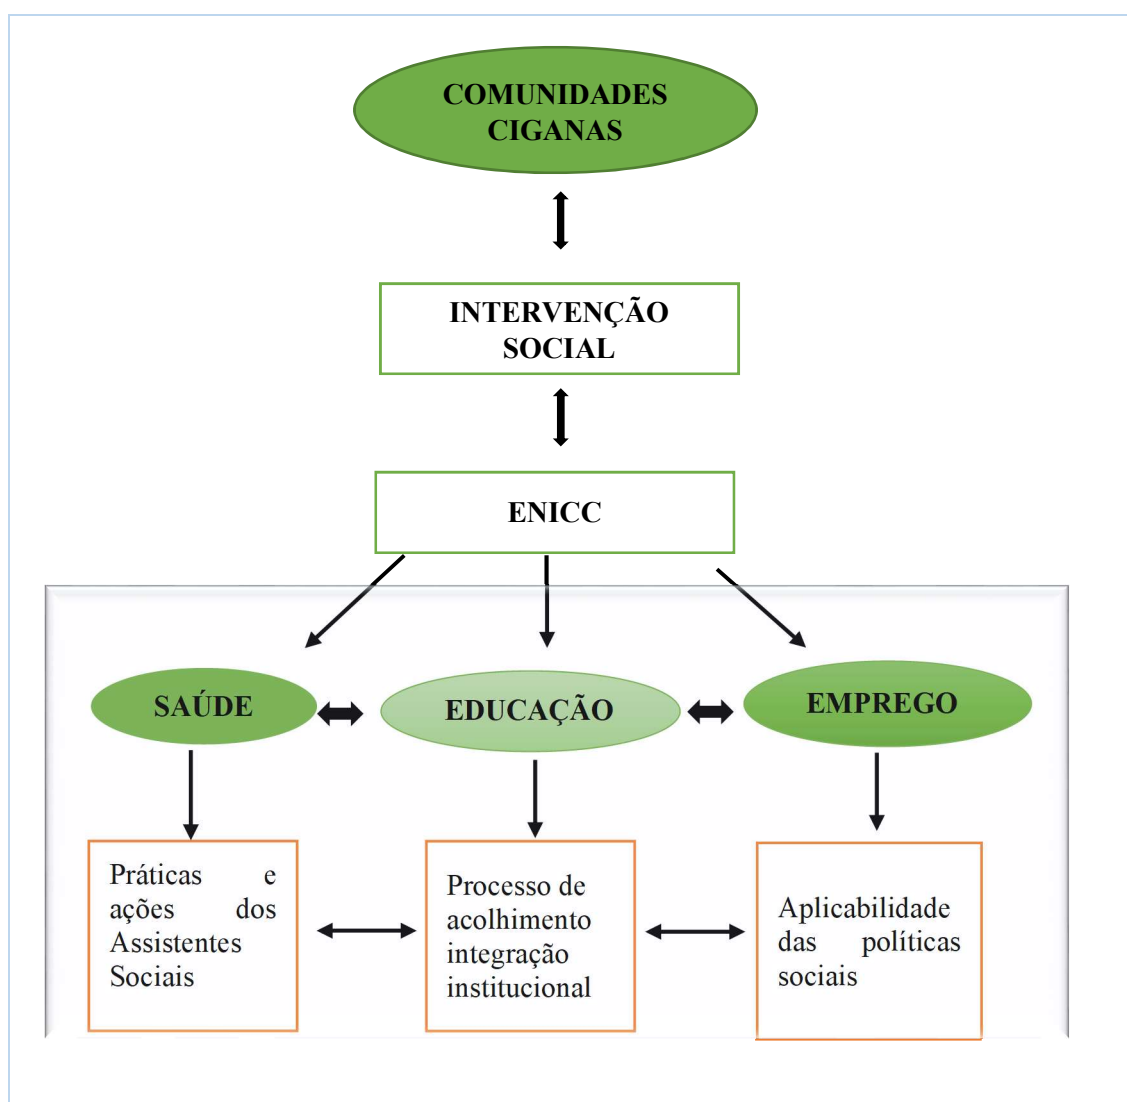 COMUNIDADES
CIGANAS
INTERVENÇÃO
SOCIAL
ENICC
SAÚDE
EDUCAÇÃO
EMPREGO
Práticas e
ações dos
Assistentes
Sociais
Processo de
acolhimento
integração
institucional
Aplicabilidade
das políticas
sociais